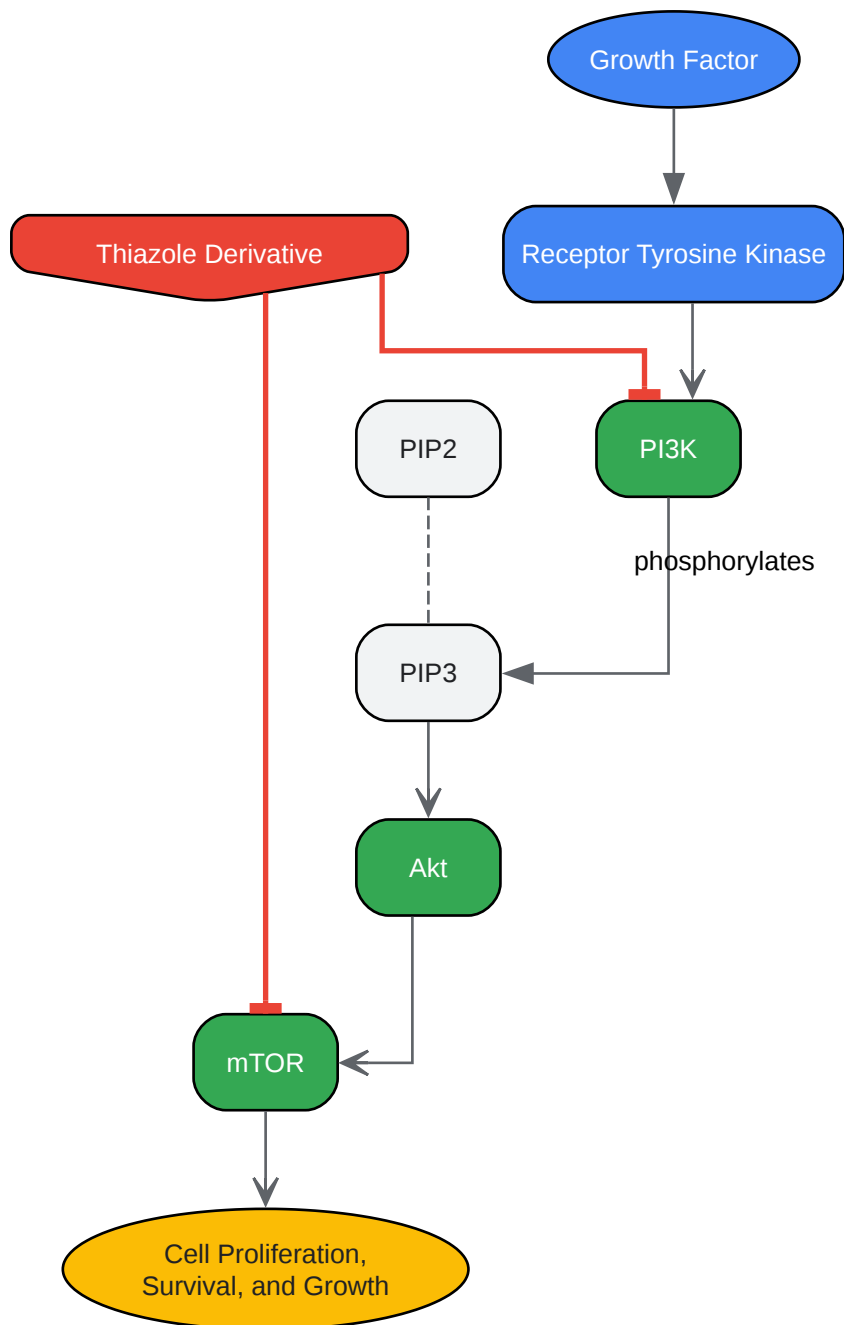 Growth Factor
Thiazole Derivative
Receptor Tyrosine Kinase
PIP2
PI3K
phosphorylates
PIP3
Akt
mTOR
Cell Proliferation,
Survival, and Growth